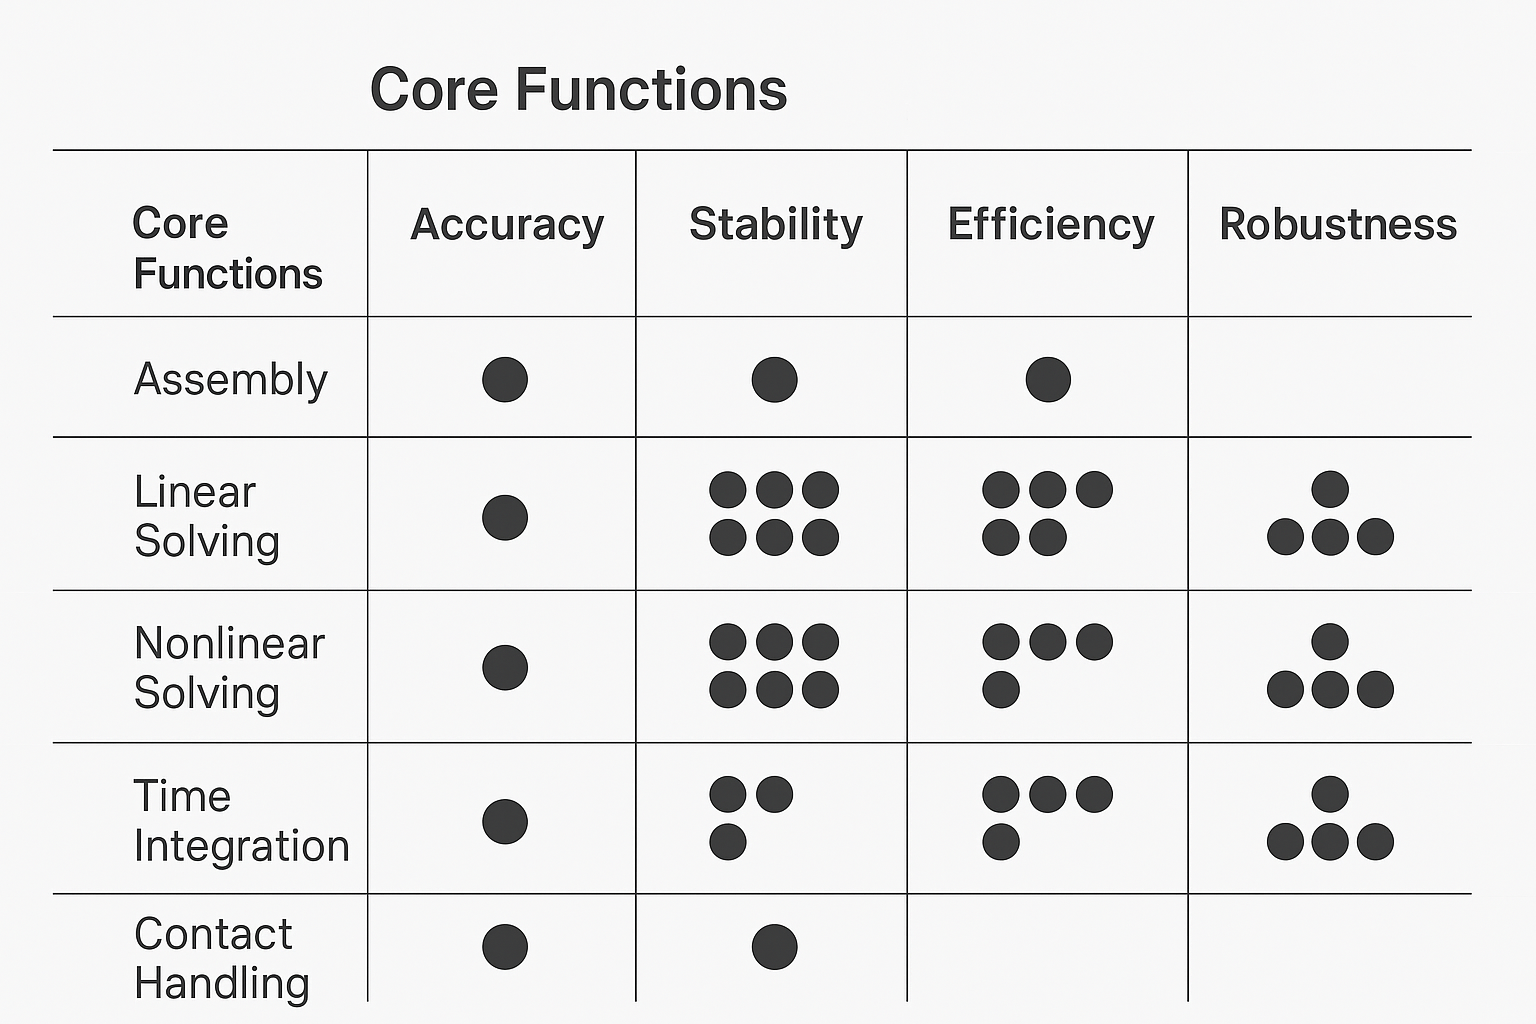 Core Functions
Core
Functions
Accuracy
Stability
Efficiency
Robustness
Assembly
Linear
Solving
Nonlinear
Solving
Time
Integration
Contact
Handling